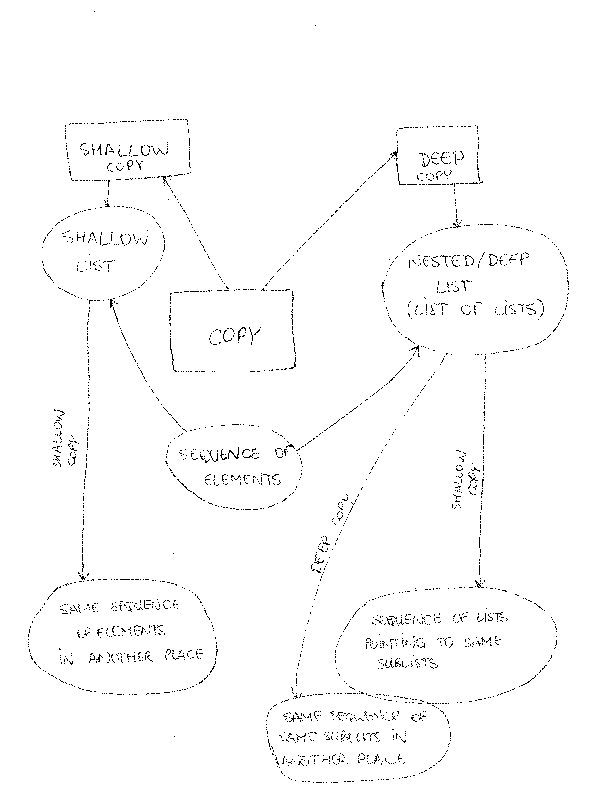 SHALLOW
COPY
DEEP
COPY
SHALLOW
LIST
NESTED/DEEP
LIST
(LIST OF LISTS)
COPY
SEQUENCE OF
ELEMENTS
SHALLOW
COPY
DEEP COPY
SHALLOW
COPY
SAME SEQUENCE
OF ELEMENTS
IN ANOTHER PLACE
SEQUENCE OF LISTS
POINTING TO SAME
SUBLISTS
SAME SEQUENCE OF
SAME SUBLISTS IN
ANOTHER PLACE